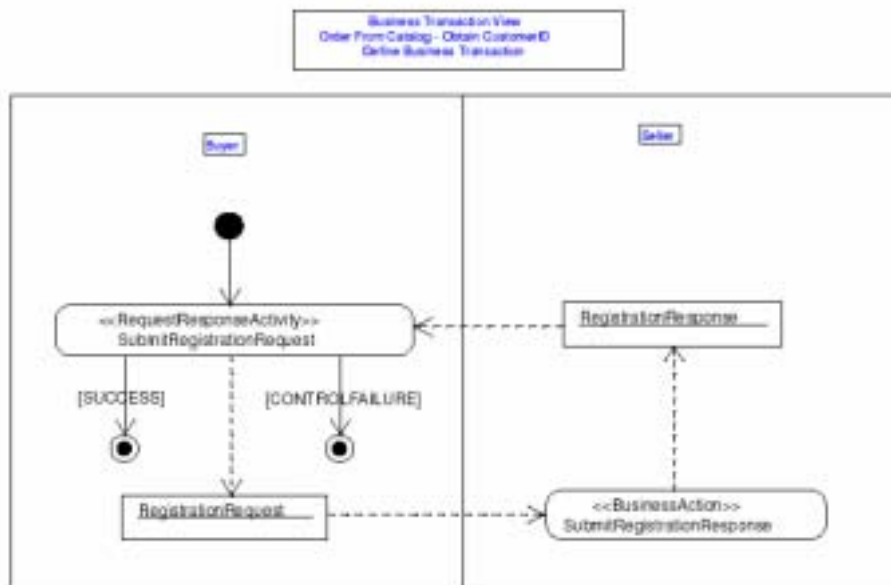 Business Transaction View
Order From Catalog - Obtain CustomerID
Define Business Transaction
Buyer
Seller
<<RequestResponseActivity>>
SubmitRegistrationRequest
RegistrationResponse
[SUCCESS]
[CONTROLFAILURE]
RegistrationRequest
<<BusinessAction>>
SubmitRegistrationResponse